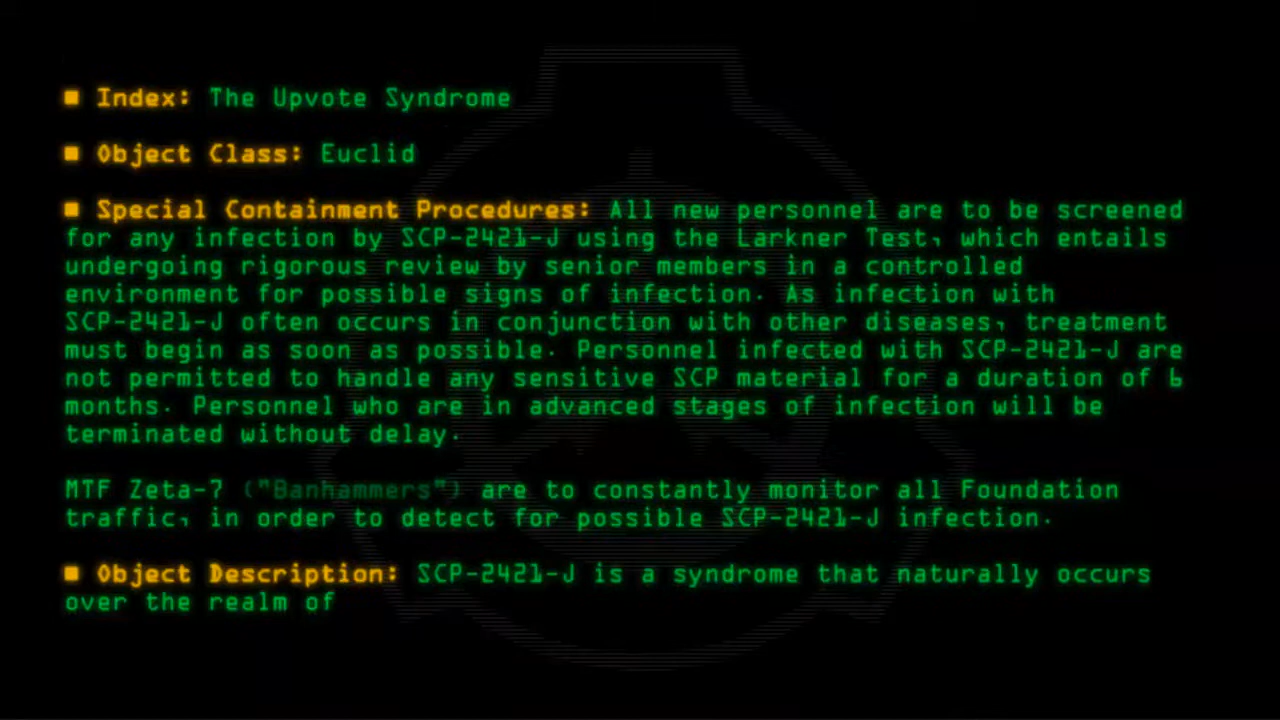 ■ Index: The Upvote Syndrome
■ Object Class: Euclid
■ Special Containment Procedures: All new personnel are to be screened
for any infection by SCP-2421-J using the Larkner Test, which entails
undergoing rigorous review by senior members in a controlled
environment for possible signs of infection. As infection with
SCP-2421-J often occurs in conjunction with other diseases, treatment
must begin as soon as possible. Personnel infected with SCP-2421-J are
not permitted to handle any sensitive SCP material for a duration of 6
months. Personnel who are in advanced stages of infection will be
terminated without delay.
MTF Zeta-7 ("Banhammers") are to constantly monitor all Foundation
traffic, in order to detect for possible SCP-2421-J infection.
■ Object Description: SCP-2421-J is a syndrome that naturally occurs
over the realm of